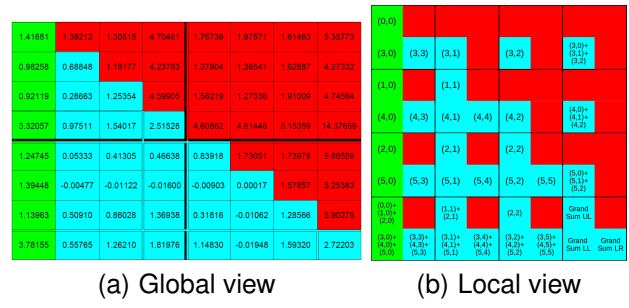 1.41681 1.39212 1.30515 4.70481 1.76739 1.97571 1.61463 5.35773
0.98258 0.68848 1.19177 4.23783 1.27904 1.36541 1.62887 4.27332
0.92119 0.28663 1.25354 4.59905 1.56219 1.27356 1.91009 4.74564
3.32057 0.97511 1.54017 2.51528 4.60662 4.61448 5.15359 14.37669
1.24745 0.05333 0.41305 0.46638 0.83918 1.73051 1.75976 5.86559
1.39448 -0.00477 -0.01122 -0.01600 -0.00903 0.00017 1.57857 5.25383
1.13963 0.50910 0.86028 1.36938 0.31816 -0.01062 1.28566 5.90276
3.78155 0.55765 1.26210 1.81976 1.14830 -0.01948 1.59320 2.72203
(a) Global view
(0,0)
(3,0) (3,3) (3,1) (3,2) (3,0)+
(3,1)+
(3,2)
(1,0) (1,1)
(4,0) (4,3) (4,1) (4,4) (4,2) (4,0)+
(4,1)+
(4,2)
(2,0) (2,1) (2,2)
(5,0) (5,3) (5,1) (5,4) (5,2) (5,5) (5,0)+
(5,1)+
(5,2)
(0,0)+ (1,1)+ (2,2) Grand
(1,0)+ (2,1) Sum UL
(2,0)
(3,0)+ (3,3)+ (3,1)+ (3,4)+ (3,2)+ (3,5)+ Grand Grand
(4,0)+ (4,3)+ (4,1)+ (4,4)+ (4,2)+ (4,5)+ Sum LL Sum LR
(5,0) (5,3) (5,1) (5,4) (5,2) (5,5)
(b) Local view